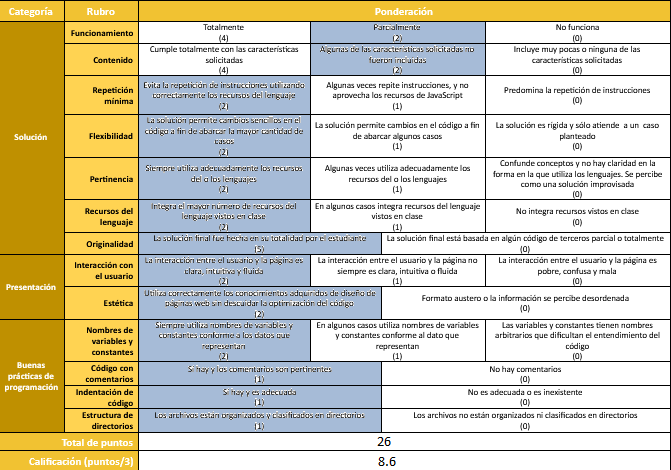 Categoría Rubro Ponderación
Solución
Funcionamiento
Totalmente
(4)
Parcialmente
(2)
No funciona
(0)
Contenido
Cumple totalmente con las características
solicitadas
(4)
Algunas de las características solicitadas no
fueron incluidas
(2)
Incluye muy pocas o ninguna de las
características solicitadas
(0)
Repetición
mínima
Evita la repetición de instrucciones utilizando
correctamente los recursos del lenguaje
(2)
Algunas veces repite instrucciones, y no
aprovecha los recursos de JavaScript
(1)
Predomina la repetición de instrucciones
(0)
Flexibilidad
La solución permite cambios sencillos en el
código a fin de abarcar la mayor cantidad de
casos
(2)
La solución permite cambios en el código a fin
de abarcar algunos casos
(1)
La solución es rígida y sólo atiende a un caso
planteado
(0)
Pertinencia
Siempre utiliza adecuadamente los recursos
del o los lenguajes
(2)
Algunas veces utiliza adecuadamente los
recursos del o los lenguajes
(1)
Confunde conceptos y no hay claridad en la
forma en la que utiliza los lenguajes. Se percibe
como una solución improvisada
(0)
Recursos del
lenguaje
Integra el mayor número de recursos del
lenguaje vistos en clase
(2)
En algunos casos integra recursos del lenguaje
vistos en clase
(1)
No integra recursos vistos en clase
(0)
Originalidad
La solución final fue hecha en su totalidad por el estudiante
(5)
La solución final está basada en algún código de terceros parcial o totalmente
(0)
Presentación
Interacción con
el usuario
La interacción entre el usuario y la página es
clara, intuitiva y fluida
(2)
La interacción entre el usuario y la página no
siempre es clara, intuitiva o fluida
(1)
La interacción entre el usuario y la página es
pobre, confusa y mala
(0)
Estética
Utiliza correctamente los conocimientos adquiridos de diseño de
páginas web sin descuidar la optimización del código
(2)
Formato austero o la información se percibe desordenada
(0)
Buenas
prácticas de
programación
Nombres de
variables y
constantes
Siempre utiliza nombres de variables y
constantes conforme a los datos que
representan
(2)
En algunos casos utiliza nombres de variables
y constantes conforme al dato que
representan
(1)
Las variables y constantes tienen nombres
arbitrarios que dificultan el entendimiento del
código
(0)
Código con
comentarios
Si hay y los comentarios son pertinentes
(1)
No hay comentarios
(0)
Indentación de
código
Si hay y es adecuada
(1)
No es adecuada o es inexistente
(0)
Estructura de
directorios
Los archivos están organizados y clasificados en directorios
(1)
Los archivos no están organizados ni clasificados en directorios
(0)
Total de puntos 26
Calificación (puntos/3) 8.6